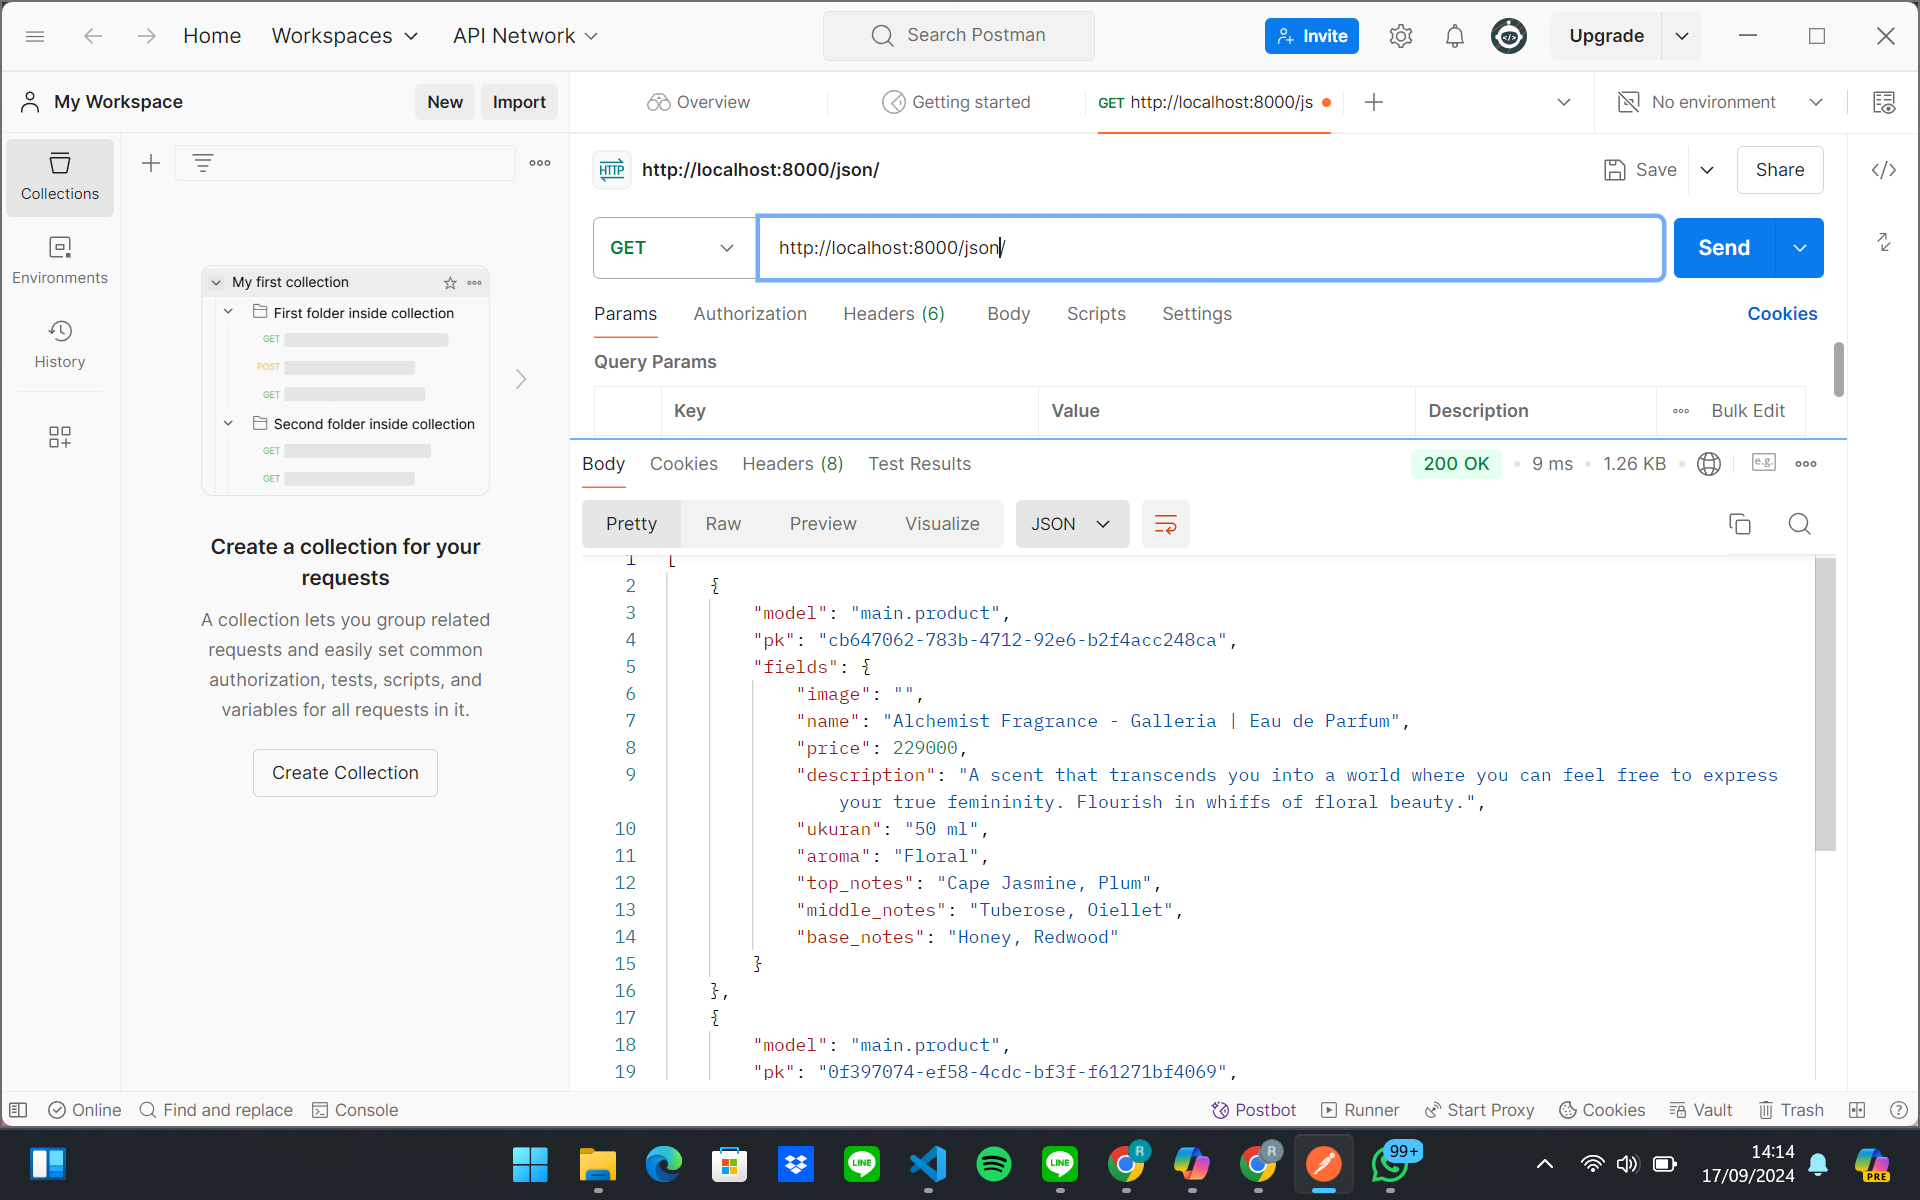 Home
Workspaces
API Network
Search Postman
Invite
Upgrade
My Workspace
New
Import
Overview
Getting started
GET http://localhost:8000/js
No environment
Collections
Environments
History
My first collection
First folder inside collection
GET
POST
GET
Second folder inside collection
GET
GET
Create a collection for your
requests
A collection lets you group related
requests and easily set common
authorization, tests, scripts, and
variables for all requests in it.
Create Collection
HTTP
http://localhost:8000/json/
Save
Share
GET
http://localhost:8000/json/
Send
Params
Authorization
Headers (6)
Body
Scripts
Settings
Cookies
Query Params
Key
Value
Description
Bulk Edit
Body
Cookies
Headers (8)
Test Results
200 OK
9 ms
1.26 KB
e.g.
Pretty
Raw
Preview
Visualize
JSON
1 [
2 {
3 "model": "main.product",
4 "pk": "cb647062-783b-4712-92e6-b2f4acc248ca",
5 "fields": {
6 "image": "",
7 "name": "Alchemist Fragrance - Galleria | Eau de Parfum",
8 "price": 229000,
9 "description": "A scent that transcends you into a world where you can feel free to express
your true femininity. Flourish in whiffs of floral beauty.",
10 "ukuran": "50 ml",
11 "aroma": "Floral",
12 "top_notes": "Cape Jasmine, Plum",
13 "middle_notes": "Tuberose, Oiellet",
14 "base_notes": "Honey, Redwood"
15 }
16 },
17 {
18 "model": "main.product",
19 "pk": "0f397074-ef58-4cdc-bf3f-f61271bf4069",
Online
Find and replace
Console
Postbot
Runner
Start Proxy
Cookies
Vault
Trash
LINE
LINE
R
R
99+
14:14
17/09/2024
PRE